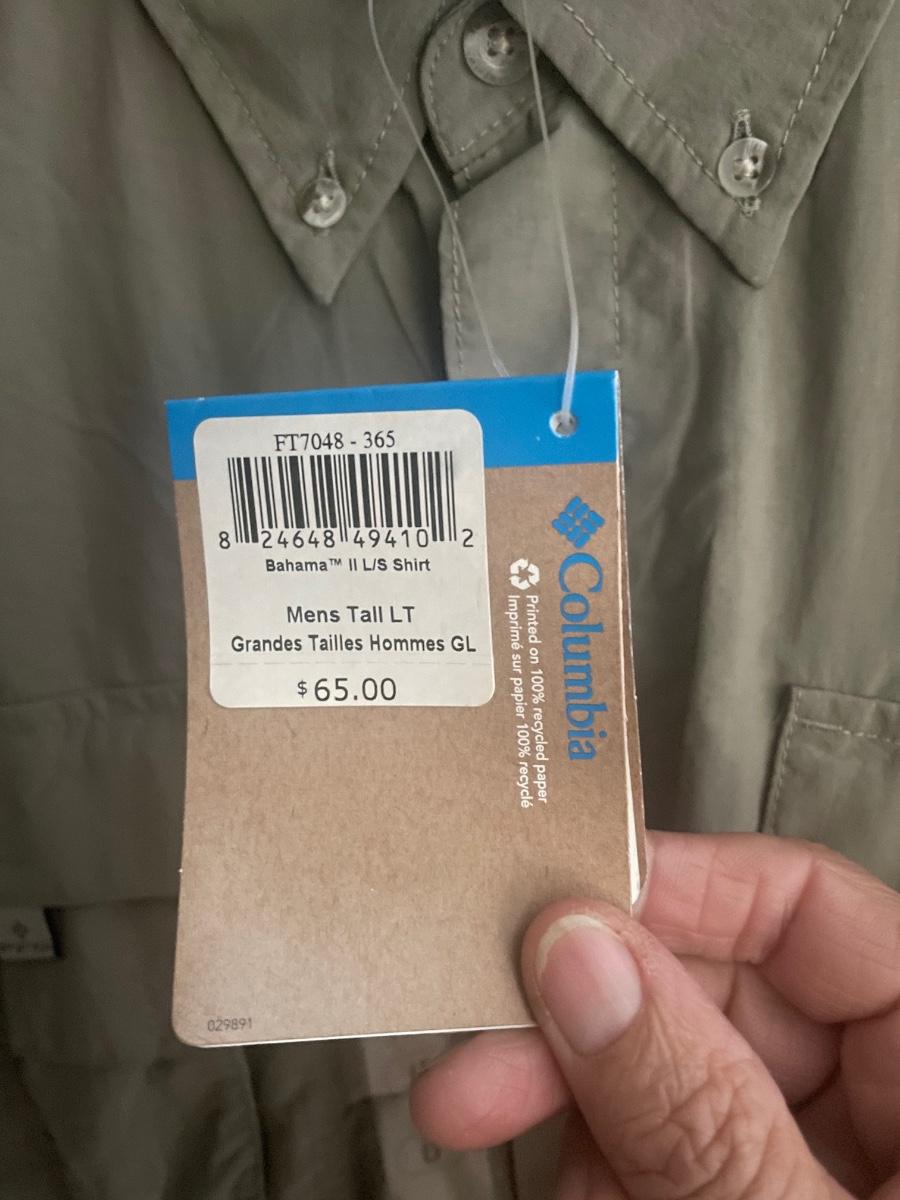 FT7048 - 365
8 24648 49410 2
Bahama™ II L/S Shirt
Mens Tall LT
Grandes Tailles Hommes GL
$65.00
Columbia
Printed on 100% recycled paper
Imprimé sur papier 100% recyclé
029891